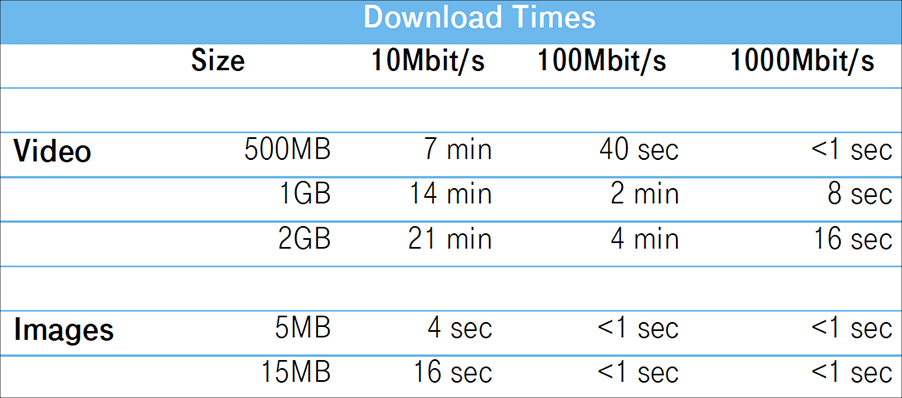 Download Times
Size 10Mbit/s 100Mbit/s 1000Mbit/s
Video 500MB 7 min 40 sec <1 sec
1GB 14 min 2 min 8 sec
2GB 21 min 4 min 16 sec
Images 5MB 4 sec <1 sec <1 sec
15MB 16 sec <1 sec <1 sec